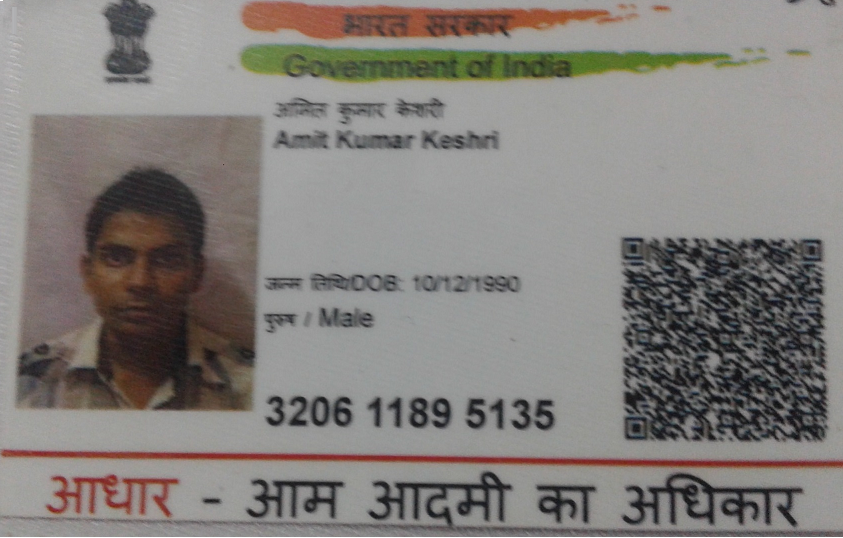 भारत सरकार
Government of India
अमित कुमार केशरी
Amit Kumar Keshri
जन्म तिथि/DOB: 10/12/1990
पुरुष / Male
3206 1189 5135
आधार - आम आदमी का अधिकार